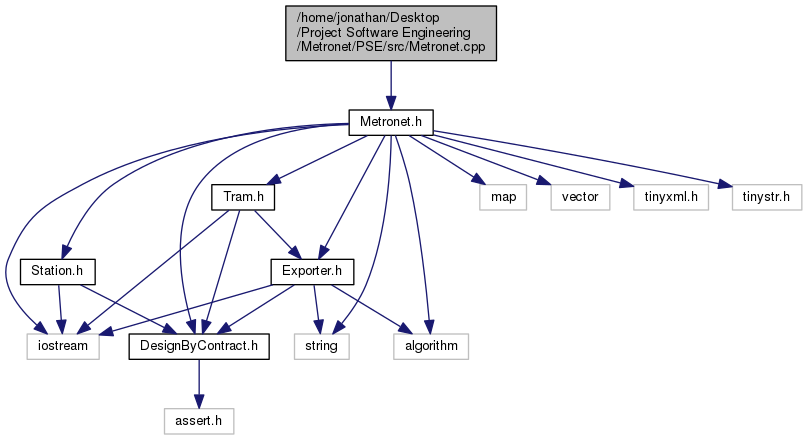 /home/jonathan/Desktop
/Project Software Engineering
/Metronet/PSE/src/Metronet.cpp
Metronet.h
Tram.h
map
vector
tinyxml.h
tinystr.h
Station.h
Exporter.h
iostream
DesignByContract.h
string
algorithm
assert.h